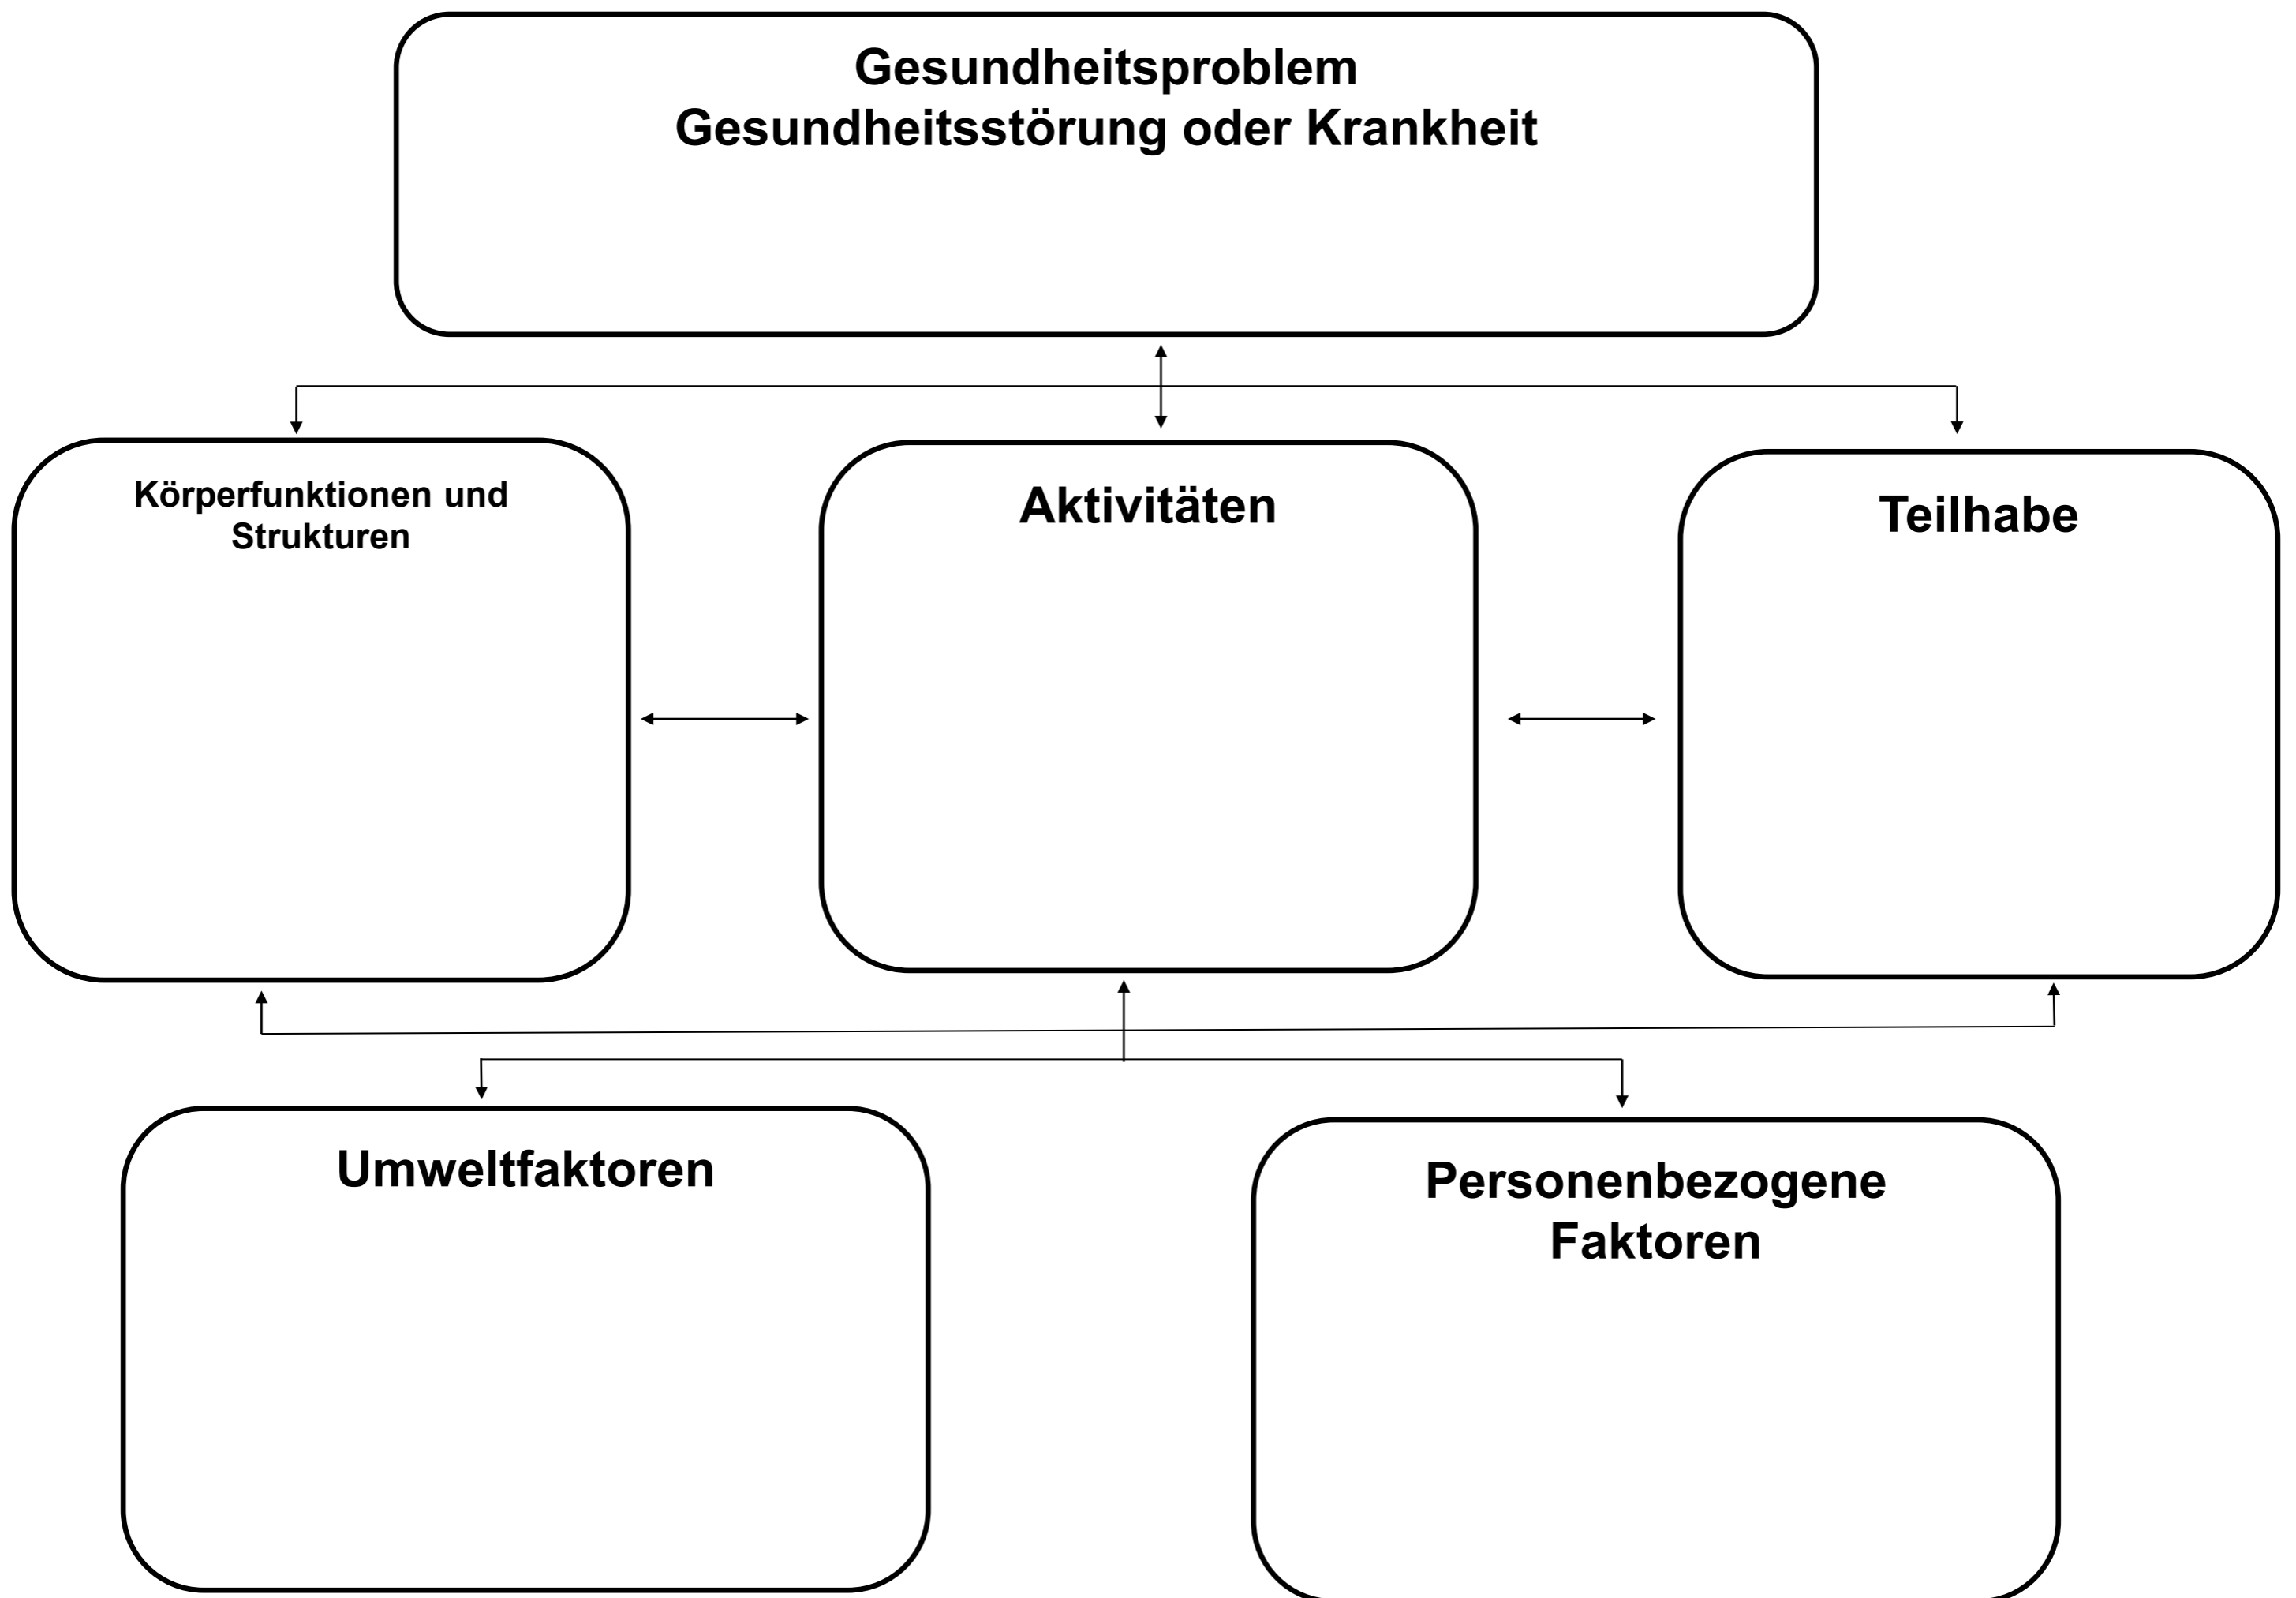 Gesundheitsproblem
Gesundheitsstörung oder Krankheit
Körperfunktionen und
Strukturen
Aktivitäten
Teilhabe
Umweltfaktoren
Personenbezogene
Faktoren